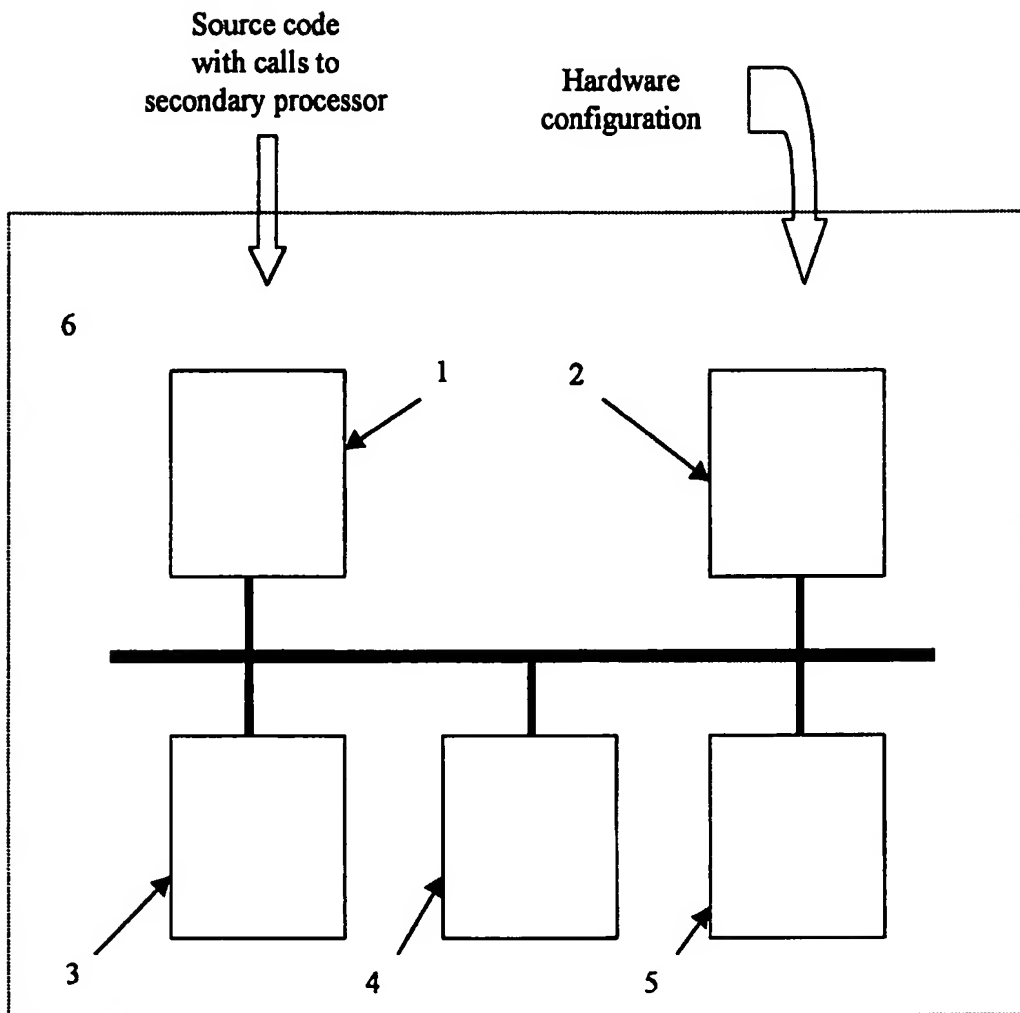 Source code
with calls to
secondary processor
Hardware
configuration
6
1
2
3
4
5